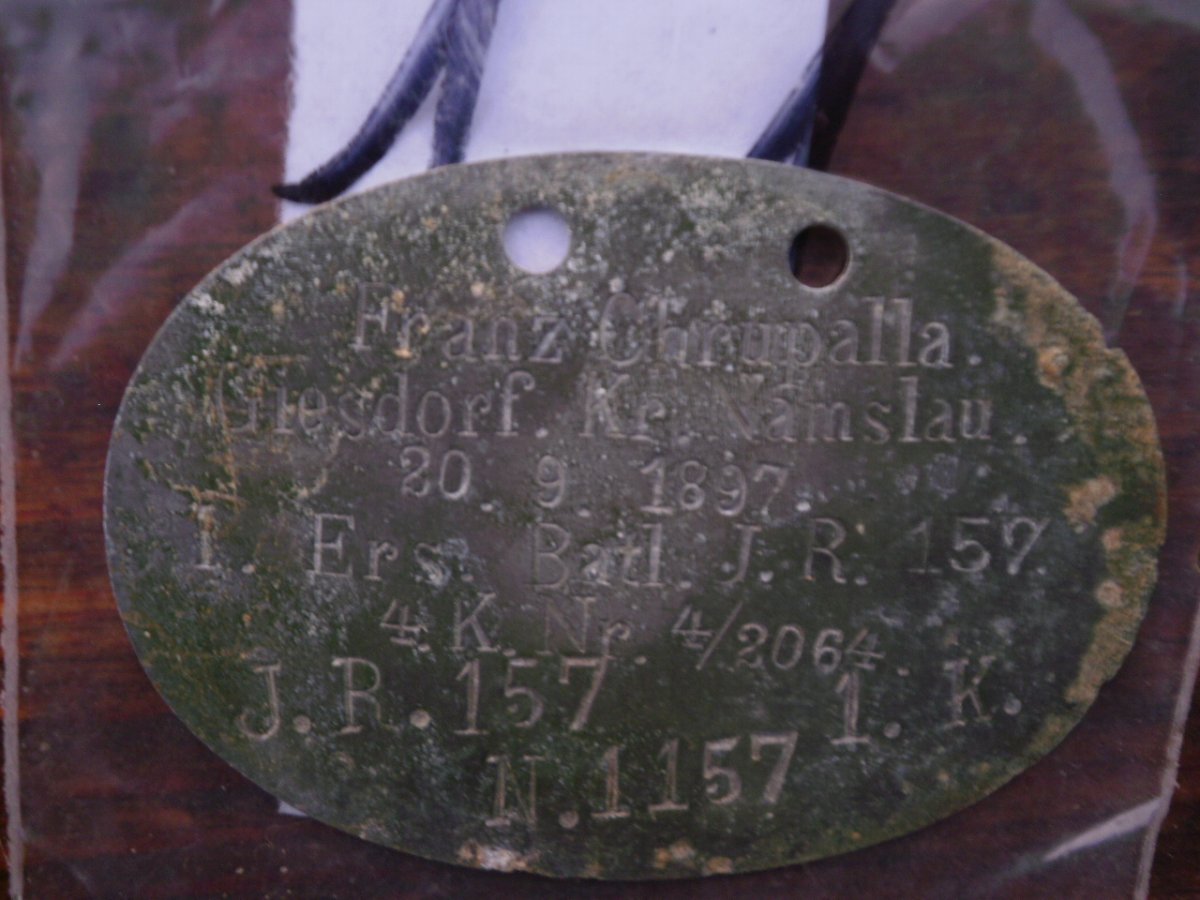 Franz Chrupalla.
Giesdorf. Kr. Namslau.
20. 9. 1897.
I. Ers. Batl. J. R. 157.
4. K. Nr. 4/2064.
J. R. 157 1. K.
N. 1157